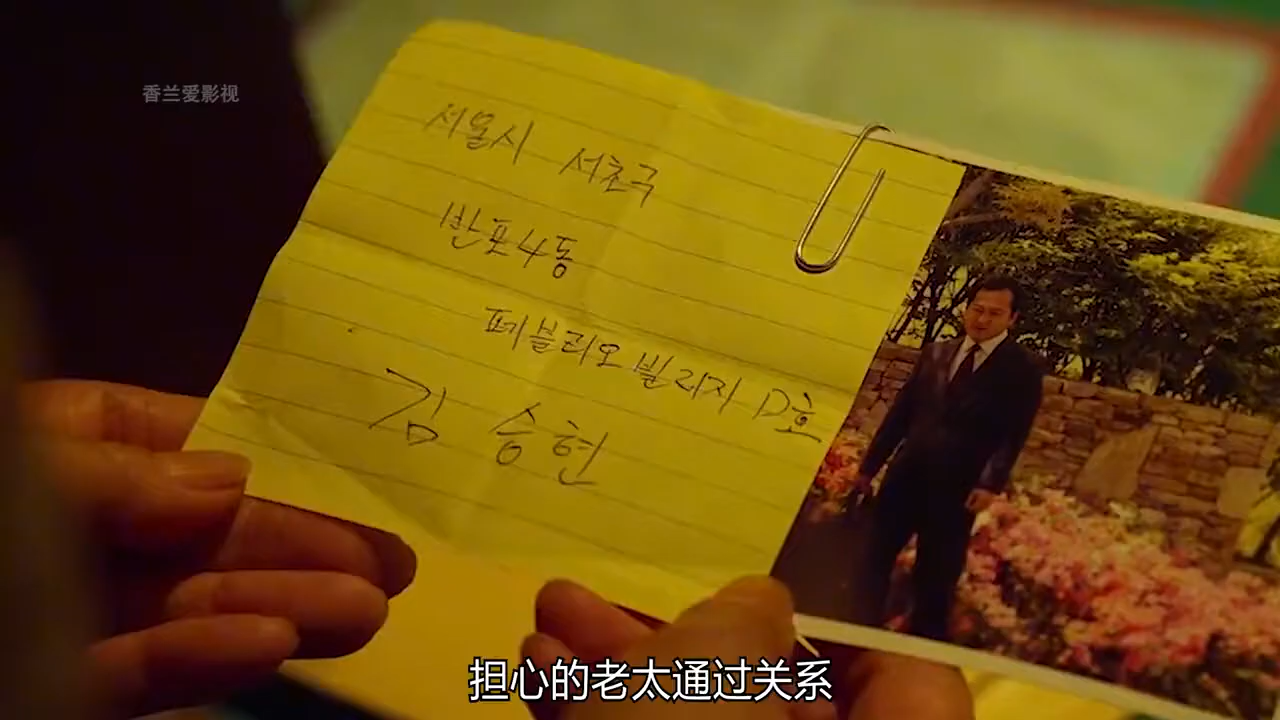 香兰爱影视
서울시 서초구
반포4동
페블리오빌리지 D호
김 승현
担心的老太通过关系